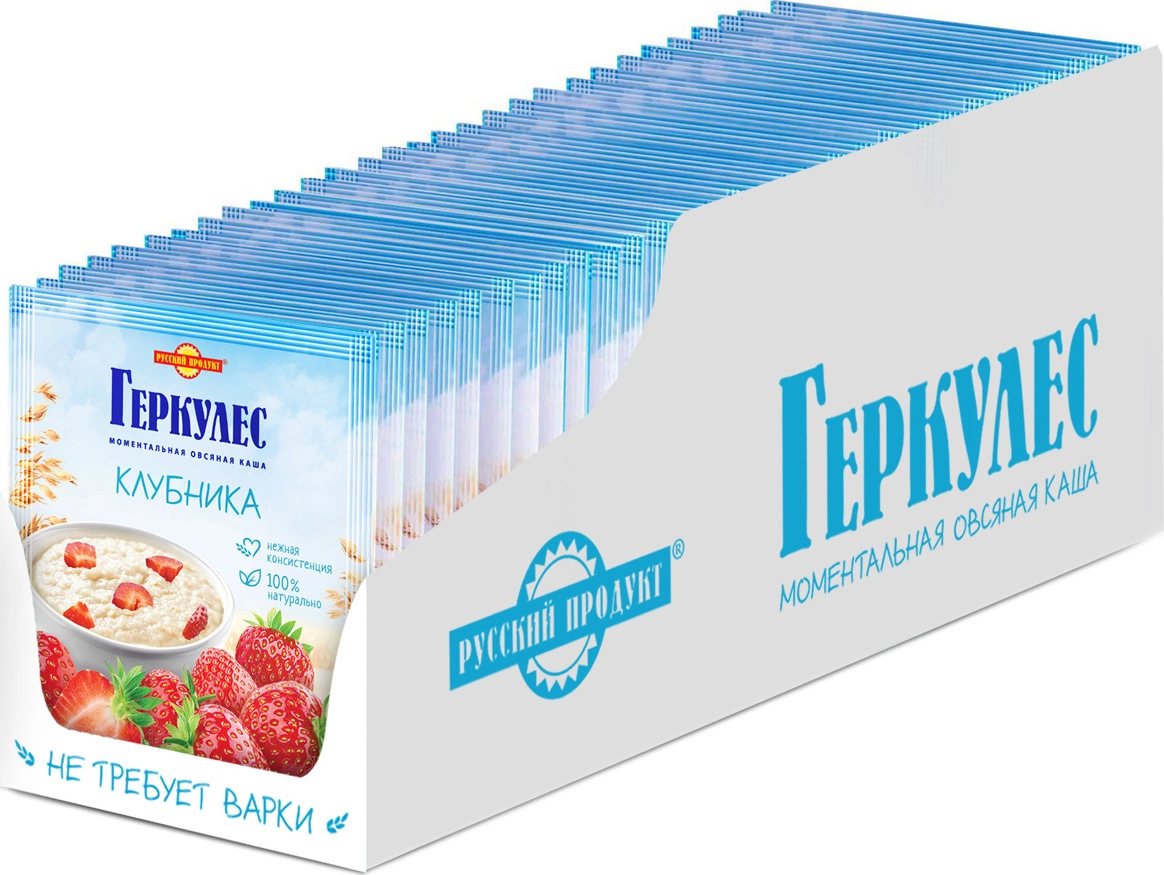 РУССКИЙ ПРОДУКТ®
ГЕРКУЛЕС
МОМЕНТАЛЬНАЯ ОВСЯНАЯ КАША
КЛУБНИКА
нежная
консистенция
100%
натурально
НЕ ТРЕБУЕТ ВАРКИ
РУССКИЙ ПРОДУКТ®
ГЕРКУЛЕС
МОМЕНТАЛЬНАЯ ОВСЯНАЯ КАША